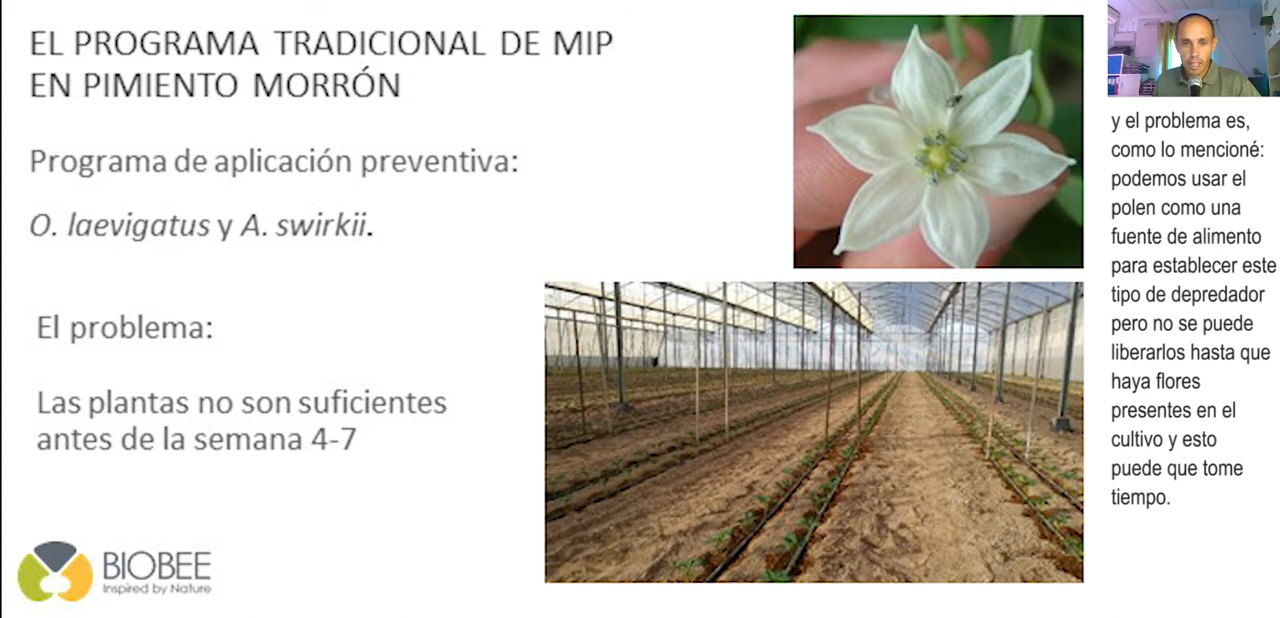 EL PROGRAMA TRADICIONAL DE MIP
EN PIMIENTO MORRÓN
Programa de aplicación preventiva:
O. laevigatus y A. swirkii.
El problema:
Las plantas no son suficientes
antes de la semana 4-7
BIOBEE
Inspired by Nature
y el problema es,
como lo mencioné:
podemos usar el
polen como una
fuente de alimento
para establecer este
tipo de depredador
pero no se puede
liberarlos hasta que
haya flores
presentes en el
cultivo y esto
puede que tome
tiempo.